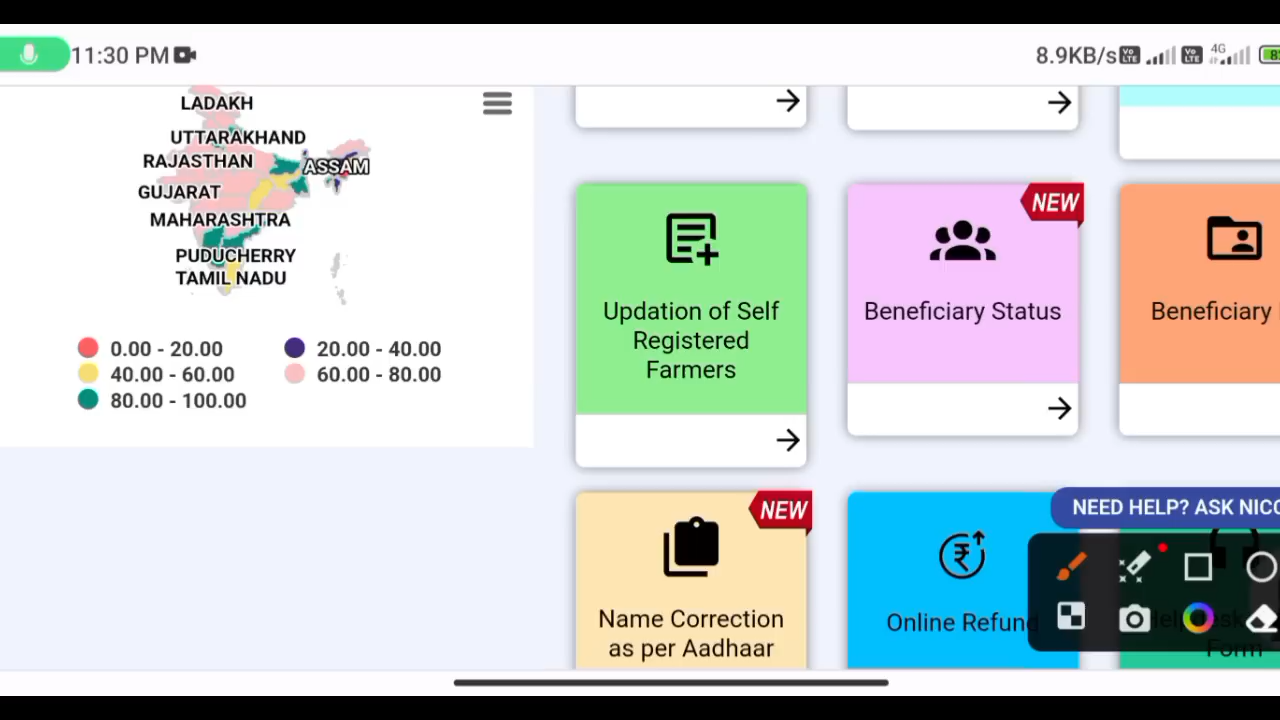 11:30 PM
8.9KB/s
4G
LADAKH
UTTARAKHAND
RAJASTHAN
ASSAM
GUJARAT
MAHARASHTRA
PUDUCHERRY
TAMIL NADU
0.00 - 20.00
20.00 - 40.00
40.00 - 60.00
60.00 - 80.00
80.00 - 100.00
Updation of Self
Registered
Farmers
NEW
Beneficiary Status
Beneficiary
NEW
Name Correction
as per Aadhaar
Online Refund
NEED HELP? ASK
Form